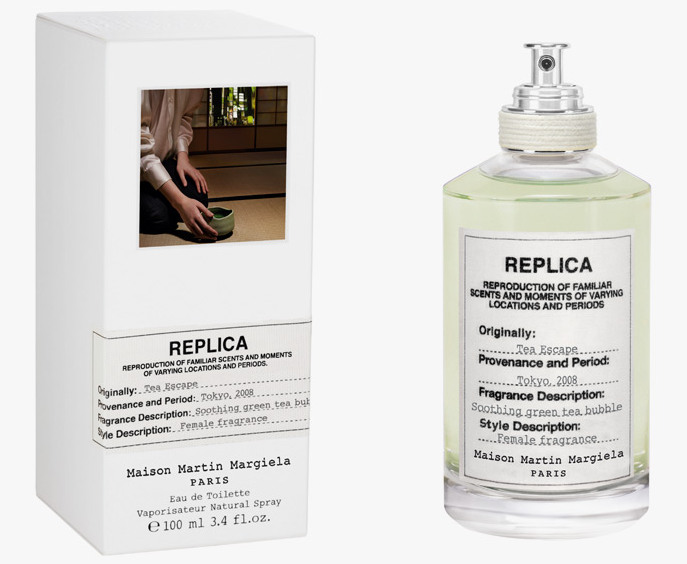 REPLICA
REPRODUCTION OF FAMILIAR SCENTS AND MOMENTS
OF VARYING LOCATIONS AND PERIODS.
Originally: Tea Escape
Provenance and Period: Tokyo, 2008
Fragrance Description: Soothing green tea bub
Style Description: Female fragrance
Maison Martin Margiela
PARIS
Eau de Toilette
Vaporisateur Natural Spray
℮ 100 ml 3.4 fl.oz.
REPLICA
REPRODUCTION OF FAMILIAR
SCENTS AND MOMENTS OF VARYING
LOCATIONS AND PERIODS
Originally:
Tea Escape
Provenance and Period:
Tokyo, 2008
Fragrance Description:
Soothing green tea bubble
Style Description:
Female fragrance
Maison Martin Margiela
PARIS